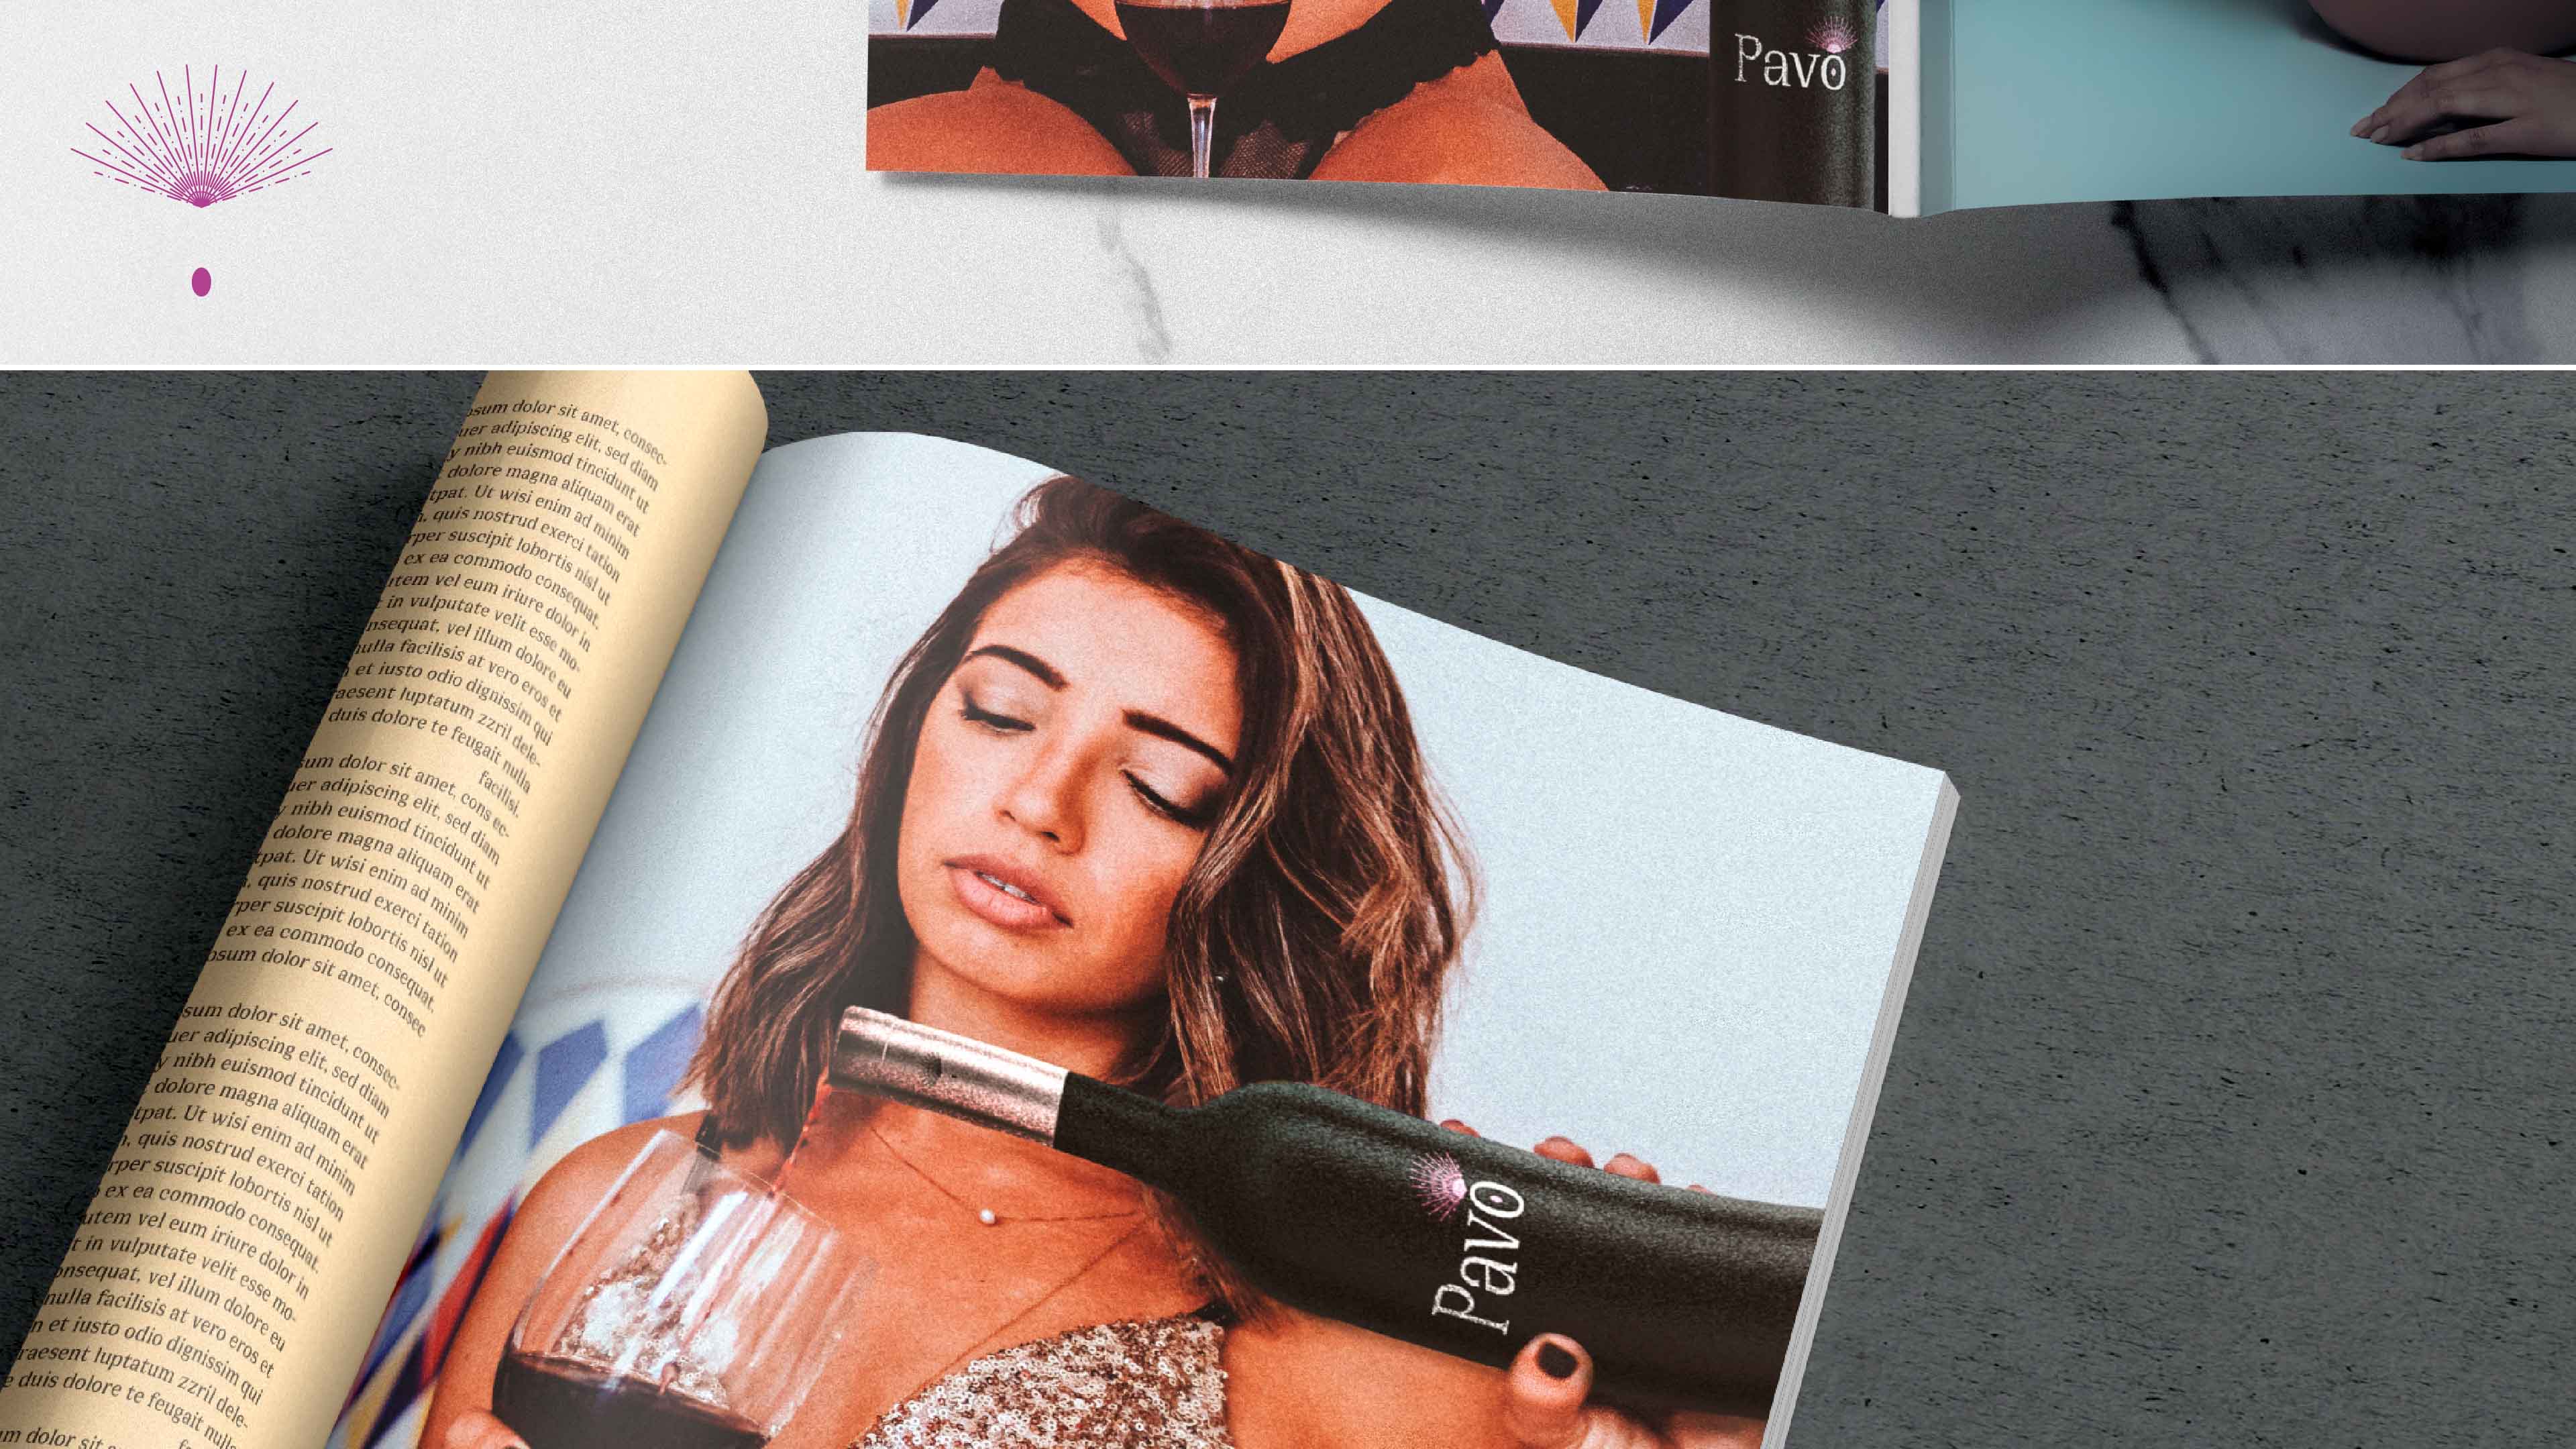 Pavo
psum dolor sit amet, consec-
uer adipiscing elit, sed diam
y nibh euismod tincidunt ut
dolore magna aliquam erat
tpat. Ut wisi enim ad minim
quis nostrud exerci tation
rper suscipit lobortis nisl ut
ex ea commodo consequat.
utem vel eum iriure dolor in
in vulputate velit esse mo-
nsequat, vel illum dolore eu
nulla facilisis at vero eros et
et iusto odio dignissim qui
raesent luptatum zzril dele-
duis dolore te feugait nulla
facilisi.
sum dolor sit amet, cons ec-
uer adipiscing elit, sed diam
y nibh euismod tincidunt ut
dolore magna aliquam erat
tpat. Ut wisi enim ad minim
quis nostrud exerci tation
rper suscipit lobortis nisl ut
ex ea commodo consequat.
psum dolor sit amet, consec
sum dolor sit amet, consec-
uer adipiscing elit, sed diam
y nibh euismod tincidunt ut
dolore magna aliquam erat
tpat. Ut wisi enim ad minim
quis nostrud exerci tation
rper suscipit lobortis nisl ut
ex ea commodo consequat.
utem vel eum iriure dolor in
t in vulputate velit esse mo-
onsequat, vel illum dolore eu
nulla facilisis at vero eros et
n et iusto odio dignissim qui
raesent luptatum zzril dele-
e duis dolore te feugait nulla
um dolor sit
Pavo